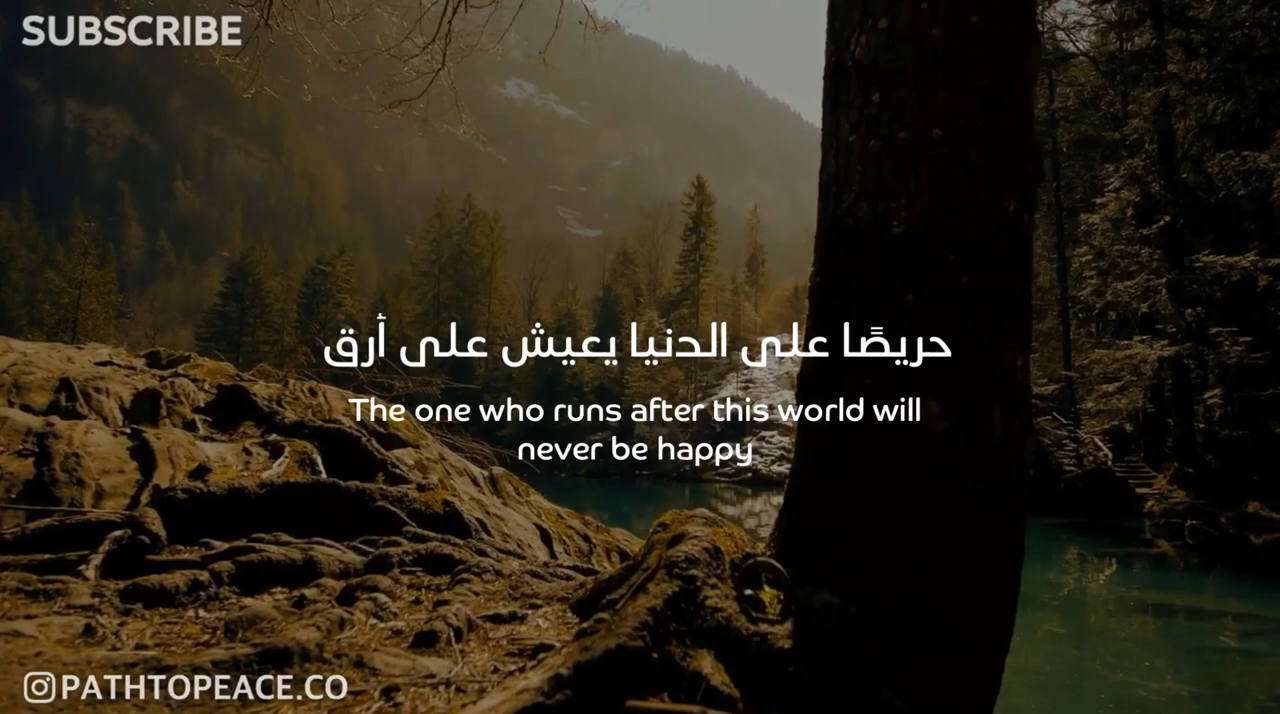 SUBSCRIBE
حريصًا على الدنيا يعيش على أرق
The one who runs after this world will
never be happy
PATHTOPEACE.CO